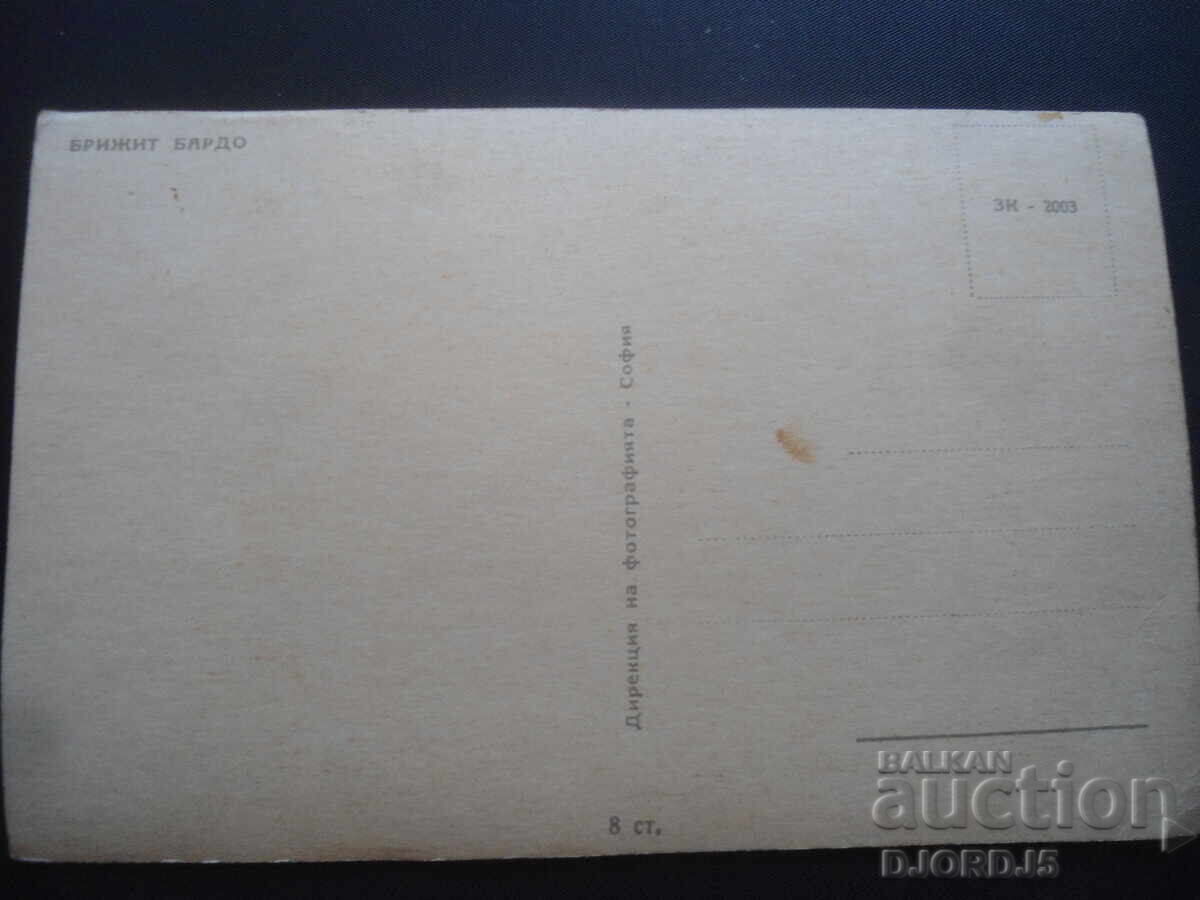 БРИЖИТ БАРДО
ЗК - 2003
Дирекция на фотографията - София
8 ст.
BALKAN
auction
DJORDJ5